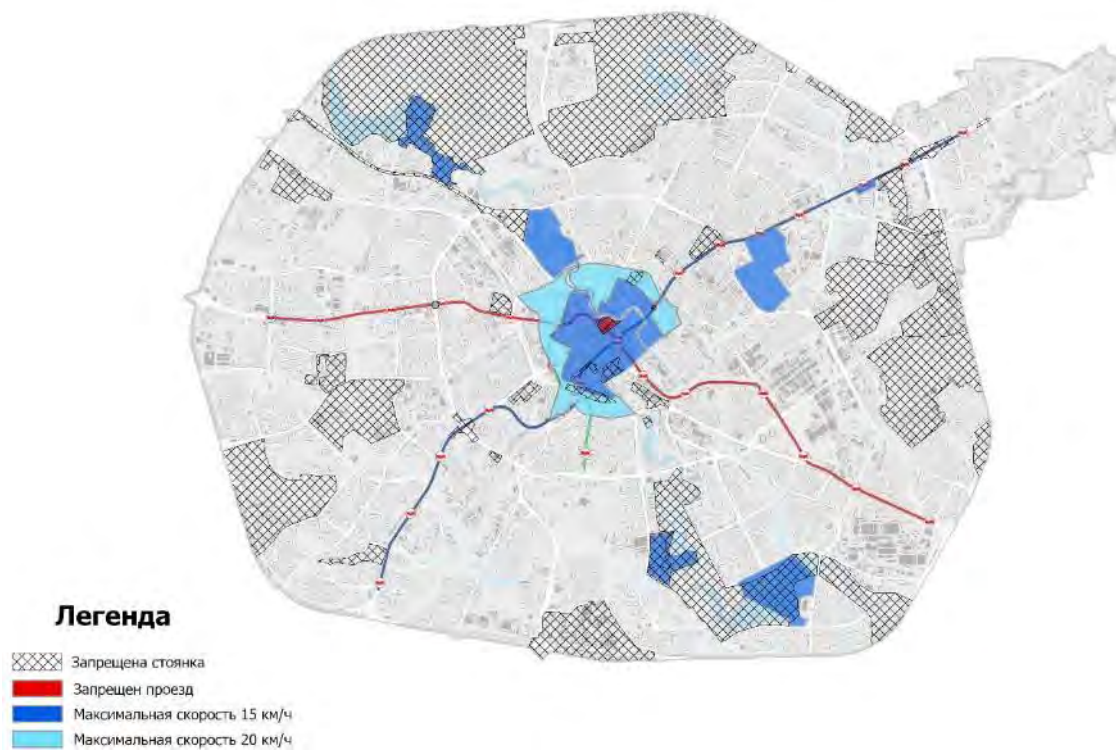 Легенда
Запрещена стоянка
Запрещен проезд
Максимальная скорость 15 км/ч
Максимальная скорость 20 км/ч